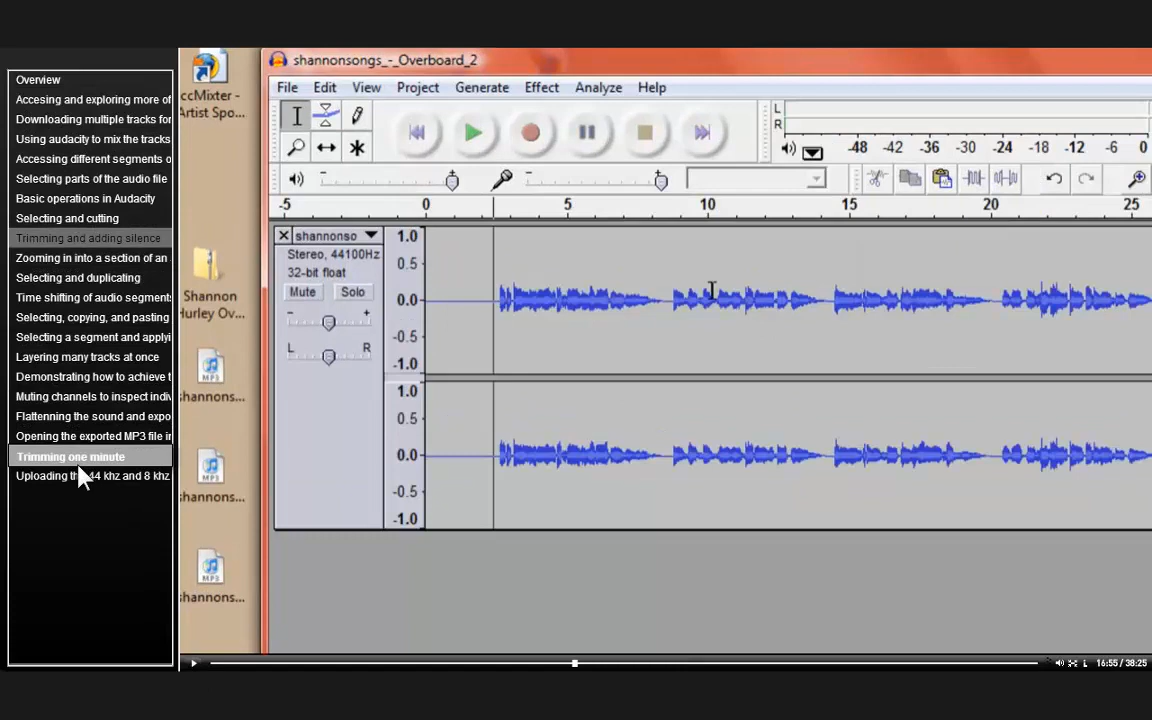 Overview
Accesing and exploring more of
Downloading multiple tracks for
Using audacity to mix the tracks
Accessing different segments o
Selecting parts of the audio file
Basic operations in Audacity
Selecting and cutting
Trimming and adding silence
Zooming in into a section of an
Selecting and duplicating
Time shifting of audio segments
Selecting, copying, and pasting
Selecting a segment and applyi
Layering many tracks at once
Demonstrating how to achieve t
Muting channels to inspect indiv
Flattenning the sound and expo
Opening the exported MP3 file in
Trimming one minute
Uploading th 44 khz and 8 khz
ccMixter -
Artist Spo...
Shannon
Hurley Ov...
shannons...
shannons...
shannons...
shannonsongs_-_Overboard_2
File Edit View Project Generate Effect Analyze Help
L
R
-48 -42 -36 -30 -24 -18 -12 -6 0
- + - +
-5 0 5 10 15 20 25
shannonso
Stereo, 44100Hz
32-bit float
Mute Solo
- +
L R
1.0
0.5
0.0
-0.5
-1.0
1.0
0.5
0.0
-0.5
-1.0
16:55 / 38:25